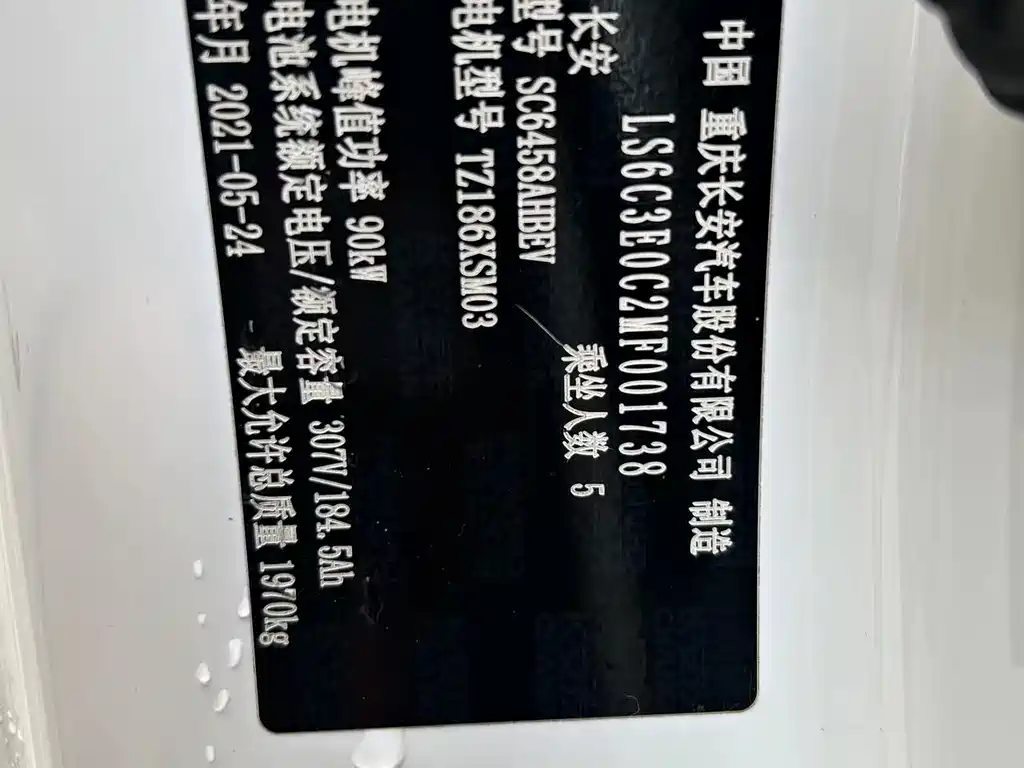 中国 重庆长安汽车股份有限公司 制造
LS6C3E0C2MF001738
长安 乘坐人数 5
型号 SC6458AHBEV
电机型号 TZ186XSM03
电机峰值功率 90kW
电池系统额定电压/额定容量 307V/184.5Ah
年月 2021-05-24 最大允许总质量 1970kg